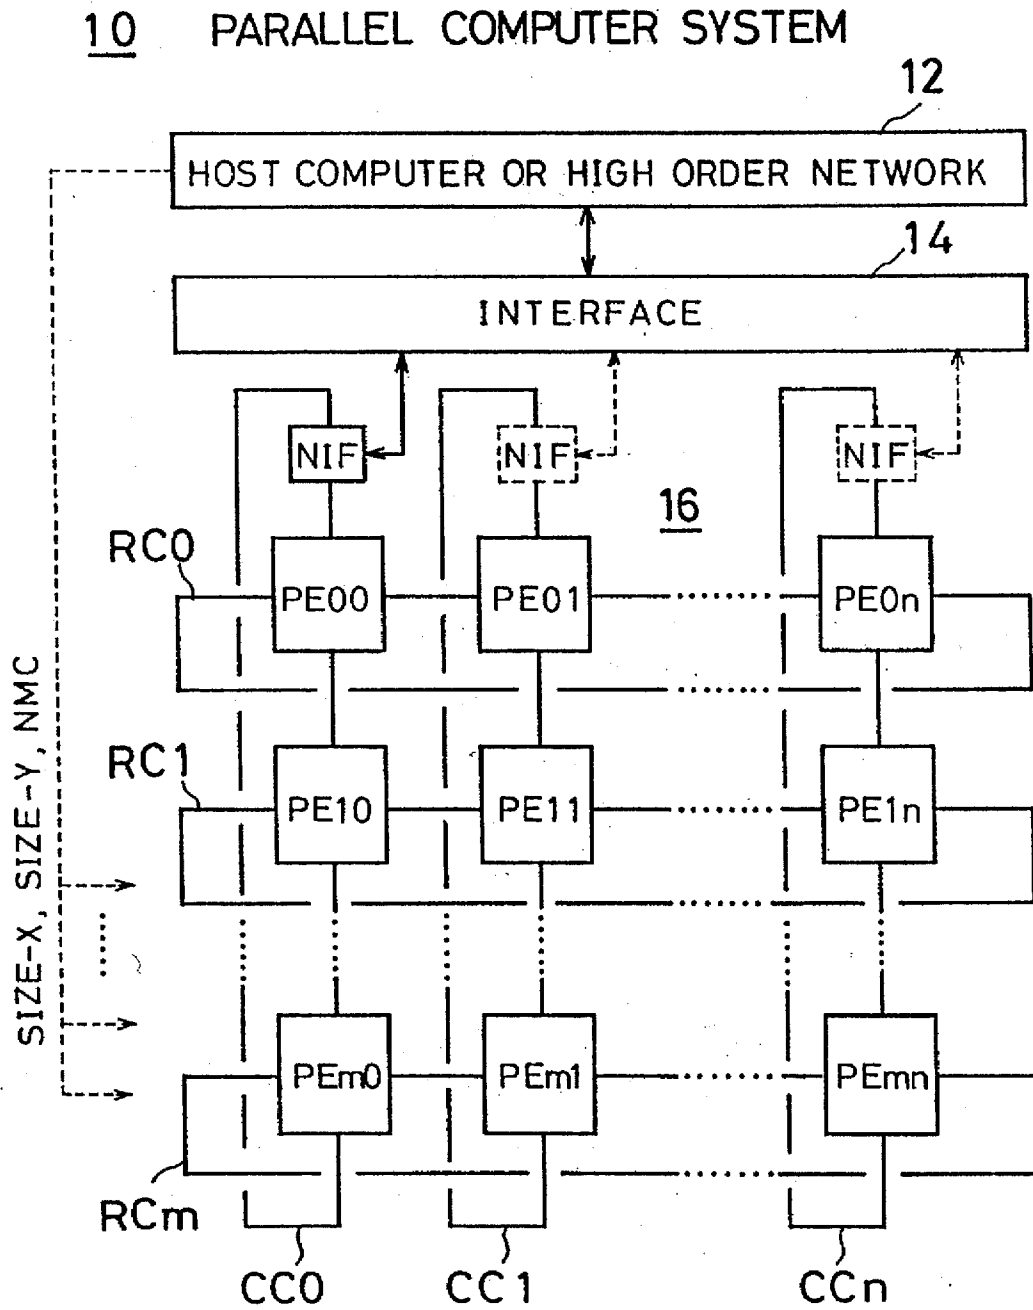 10 PARALLEL COMPUTER SYSTEM
12
HOST COMPUTER OR HIGH ORDER NETWORK
14
INTERFACE
NIF NIF NIF
16
RC0
PE00 PE01 PE0n
RC1
PE10 PE11 PE1n
SIZE-X, SIZE-Y, NMC
PEm0 PEm1 PEmn
RCm
CC0 CC1 CCn